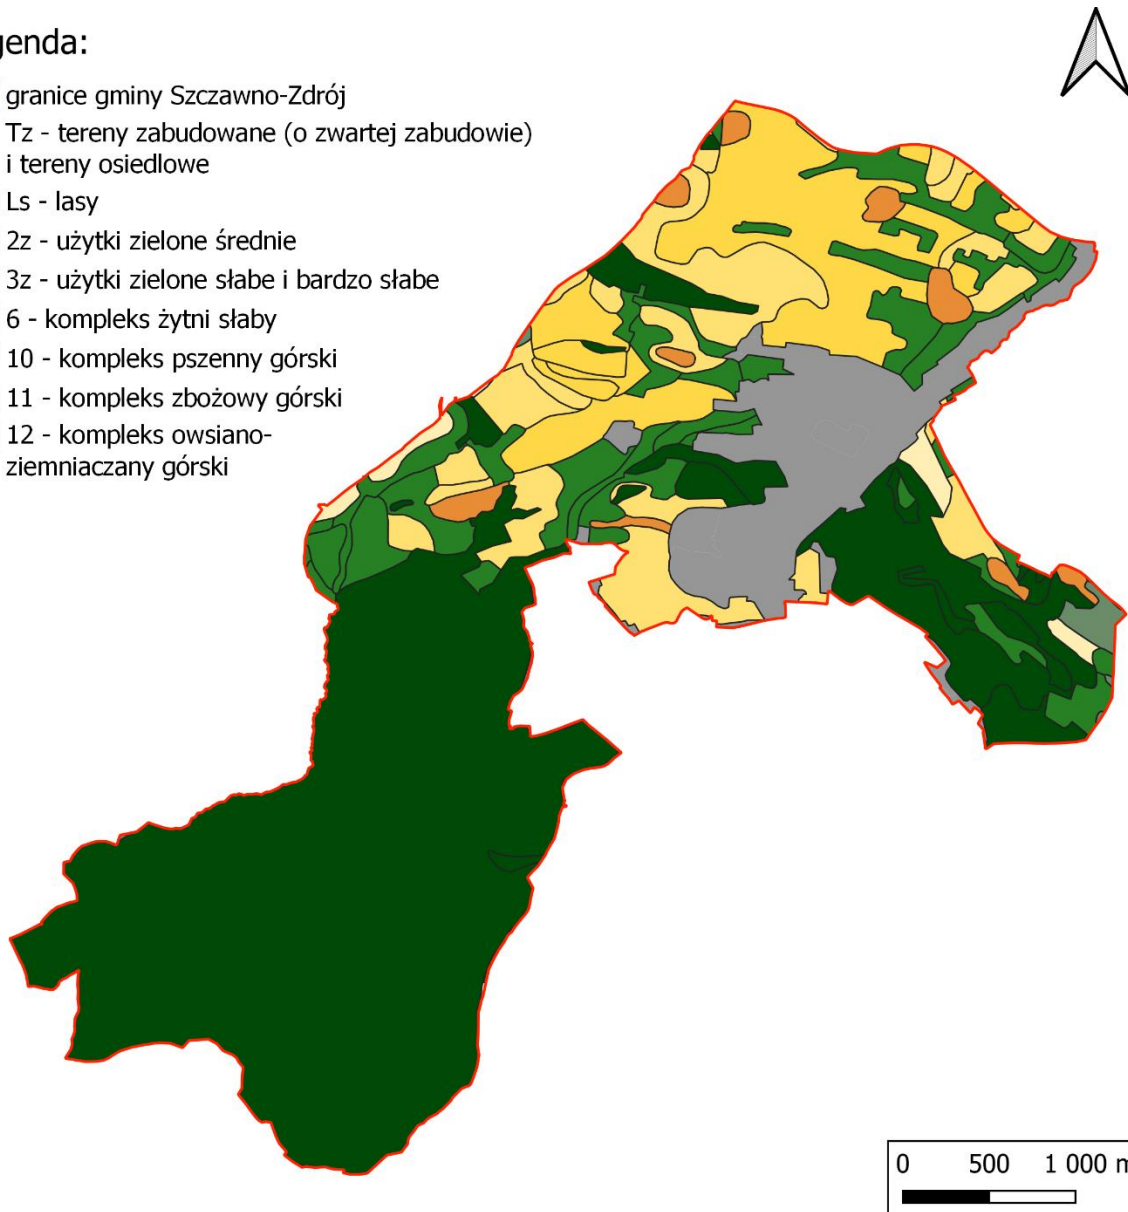 genda:
granice gminy Szczawno-Zdrój
Tz - tereny zabudowane (o zwartej zabudowie)
i tereny osiedlowe
Ls - lasy
2z - użytki zielone średnie
3z - użytki zielone słabe i bardzo słabe
6 - kompleks żytni słaby
10 - kompleks pszenny górski
11 - kompleks zbożowy górski
12 - kompleks owsiano-
ziemniaczany górski
0 500 1 000 m